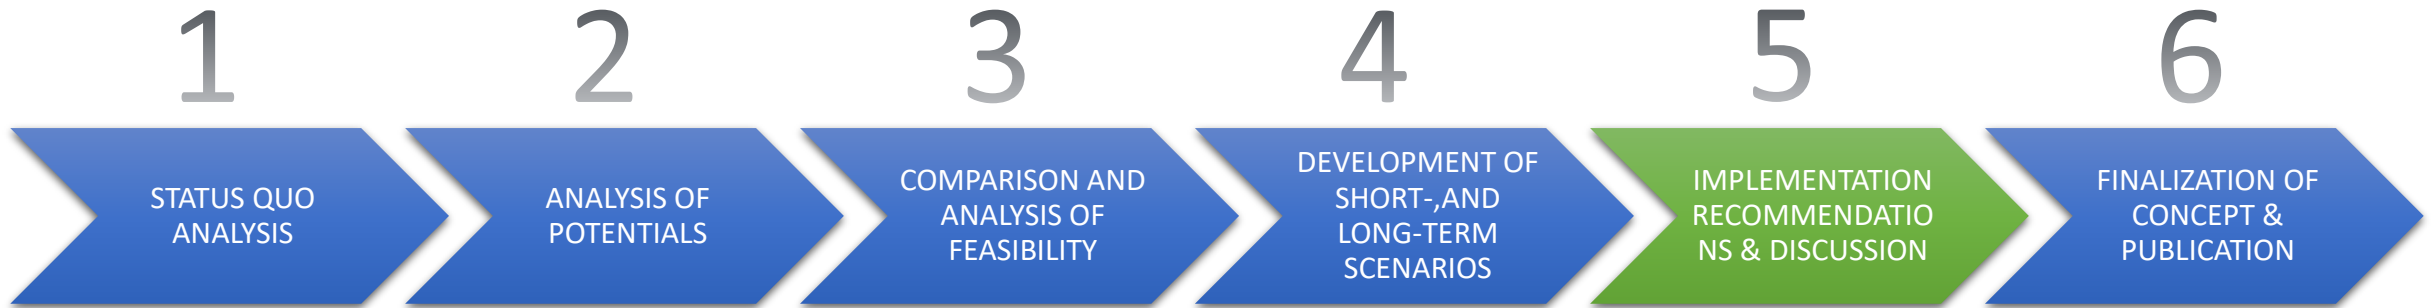 1
2
3
4
5
6
STATUS QUO
ANALYSIS
ANALYSIS OF
POTENTIALS
COMPARISON AND
ANALYSIS OF
FEASIBILITY
DEVELOPMENT OF
SHORT-,AND
LONG-TERM
SCENARIOS
IMPLEMENTATION
RECOMMENDATIO
NS & DISCUSSION
FINALIZATION OF
CONCEPT &
PUBLICATION